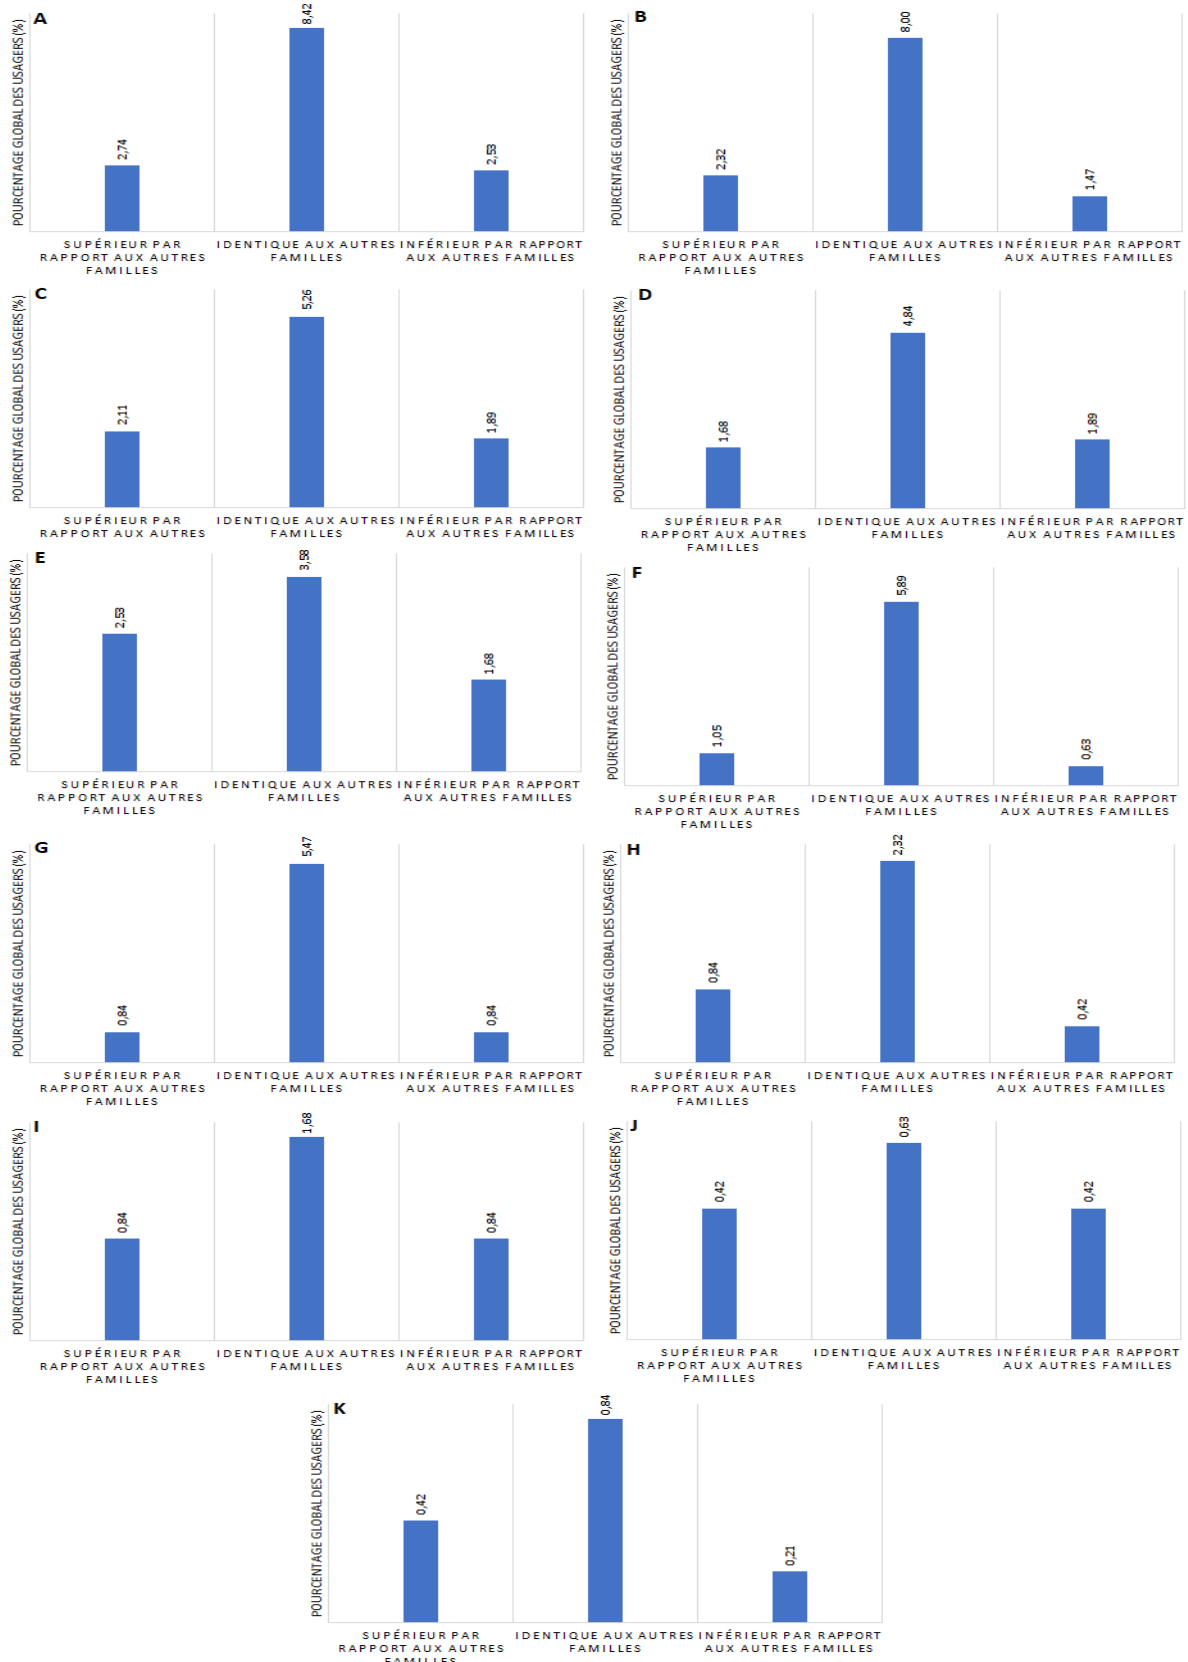 A
POURCENTAGE GLOBAL DES USAGERS (%)
2,74
8,42
2,53
SUPÉRIEUR PAR
RAPPORT AUX AUTRES
FAMILLES
IDENTIQUE AUX AUTRES
FAMILLES
INFÉRIEUR PAR RAPPORT
AUX AUTRES FAMILLES
B
POURCENTAGE GLOBAL DES USAGERS (%)
2,32
8,00
1,47
SUPÉRIEUR PAR
RAPPORT AUX AUTRES
FAMILLES
IDENTIQUE AUX AUTRES
FAMILLES
INFÉRIEUR PAR RAPPORT
AUX AUTRES FAMILLES
C
POURCENTAGE GLOBAL DES USAGERS (%)
2,11
5,26
1,89
SUPÉRIEUR PAR
RAPPORT AUX AUTRES
IDENTIQUE AUX AUTRES
FAMILLES
INFÉRIEUR PAR RAPPORT
AUX AUTRES FAMILLES
D
POURCENTAGE GLOBAL DES USAGERS (%)
1,68
4,84
1,89
SUPÉRIEUR PAR
RAPPORT AUX AUTRES
FAMILLES
IDENTIQUE AUX AUTRES
FAMILLES
INFÉRIEUR PAR RAPPORT
AUX AUTRES FAMILLES
E
POURCENTAGE GLOBAL DES USAGERS (%)
2,53
3,58
1,68
SUPÉRIEUR PAR
RAPPORT AUX AUTRES
FAMILLES
IDENTIQUE AUX AUTRES
FAMILLES
INFÉRIEUR PAR RAPPORT
AUX AUTRES FAMILLES
F
POURCENTAGE GLOBAL DES USAGERS (%)
1,05
5,89
0,63
SUPÉRIEUR PAR
RAPPORT AUX AUTRES
FAMILLES
IDENTIQUE AUX AUTRES
FAMILLES
INFÉRIEUR PAR RAPPORT
AUX AUTRES FAMILLES
G
POURCENTAGE GLOBAL DES USAGERS (%)
0,84
5,47
0,84
SUPÉRIEUR PAR
RAPPORT AUX AUTRES
FAMILLES
IDENTIQUE AUX AUTRES
FAMILLES
INFÉRIEUR PAR RAPPORT
AUX AUTRES FAMILLES
H
POURCENTAGE GLOBAL DES USAGERS (%)
0,84
2,32
0,42
SUPÉRIEUR PAR
RAPPORT AUX AUTRES
FAMILLES
IDENTIQUE AUX AUTRES
FAMILLES
INFÉRIEUR PAR RAPPORT
AUX AUTRES FAMILLES
I
POURCENTAGE GLOBAL DES USAGERS (%)
0,84
1,68
0,84
SUPÉRIEUR PAR
RAPPORT AUX AUTRES
FAMILLES
IDENTIQUE AUX AUTRES
FAMILLES
INFÉRIEUR PAR RAPPORT
AUX AUTRES FAMILLES
J
POURCENTAGE GLOBAL DES USAGERS (%)
0,42
0,63
0,42
SUPÉRIEUR PAR
RAPPORT AUX AUTRES
FAMILLES
IDENTIQUE AUX AUTRES
FAMILLES
INFÉRIEUR PAR RAPPORT
AUX AUTRES FAMILLES
K
POURCENTAGE GLOBAL DES USAGERS (%)
0,42
0,84
0,21
SUPÉRIEUR PAR
RAPPORT AUX AUTRES
FAMILLES
IDENTIQUE AUX AUTRES
FAMILLES
INFÉRIEUR PAR RAPPORT
AUX AUTRES FAMILLES